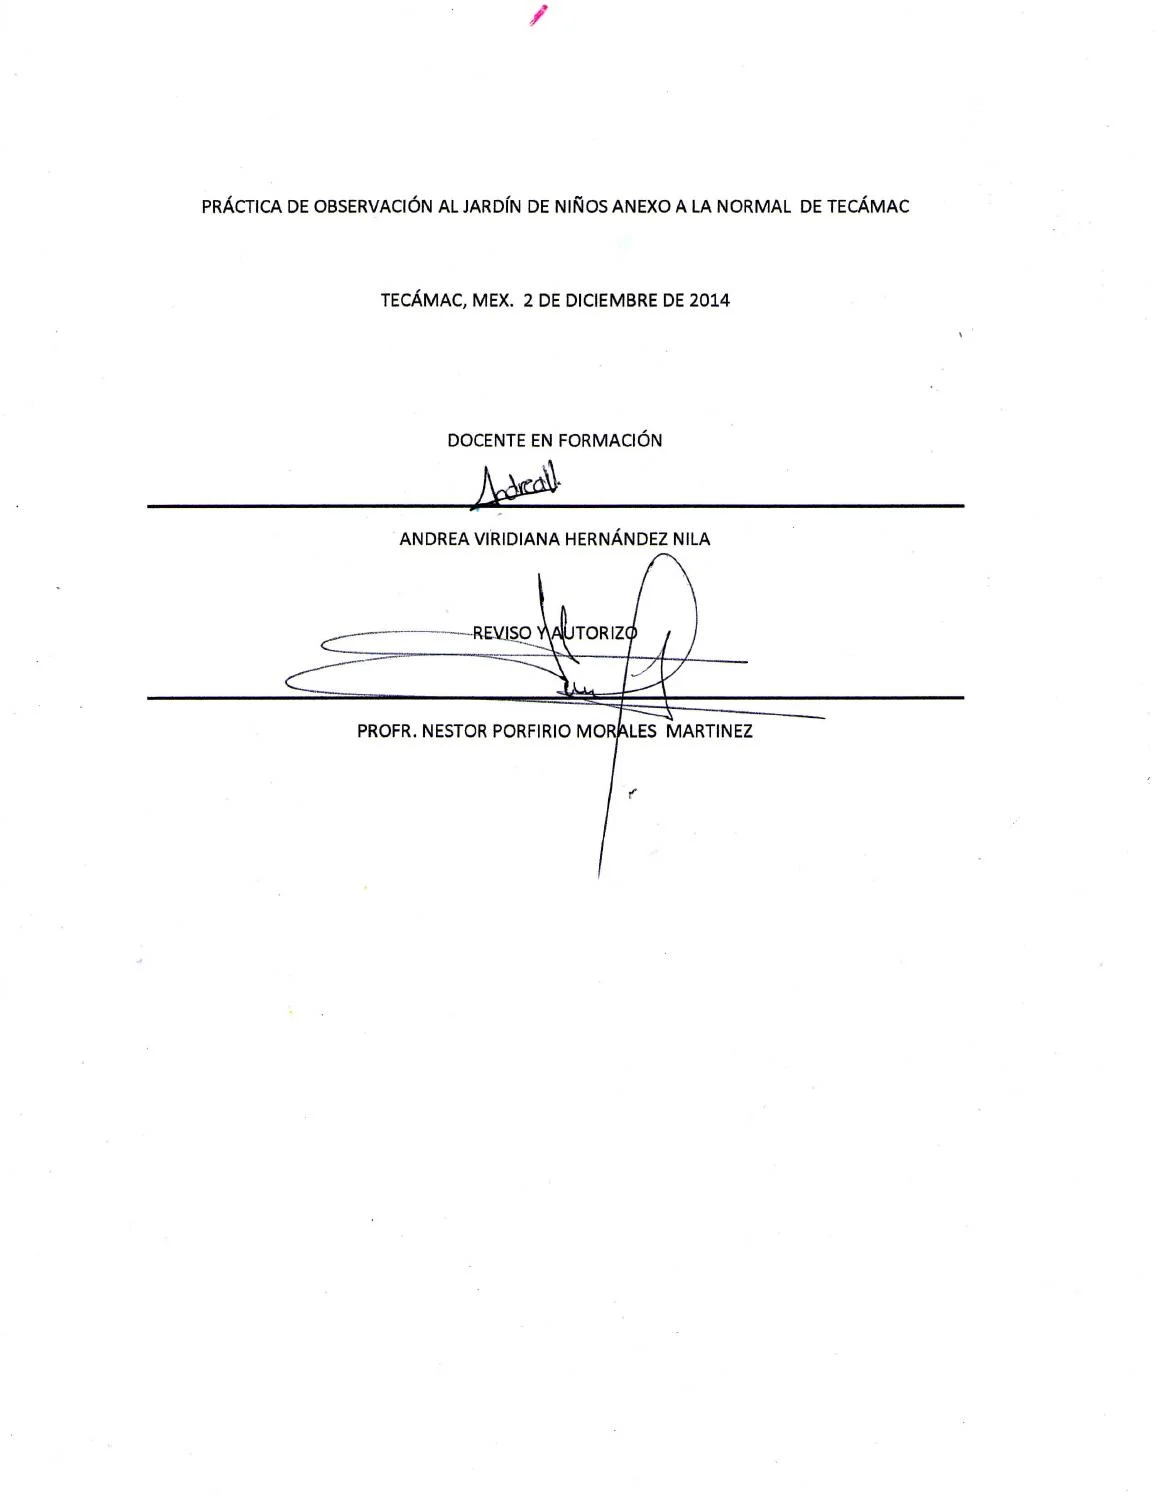 PRÁCTICA DE OBSERVACIÓN AL JARDÍN DE NIÑOS ANEXO A LA NORMAL DE TECÁMAC
TECÁMAC, MEX. 2 DE DICIEMBRE DE 2014
DOCENTE EN FORMACIÓN
AndreaV.
ANDREA VIRIDIANA HERNÁNDEZ NILA
REVISO Y AUTORIZO
PROFR. NESTOR PORFIRIO MORALES MARTINEZ